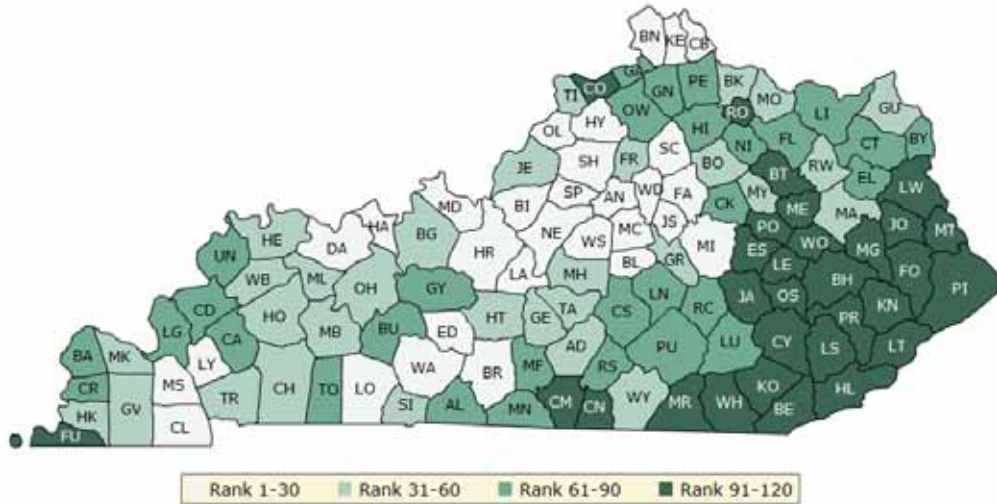 BN KE CB
GA PE BK
TI CO GN MO GU
OW RO LI
OL HY HI NI FL CT BY
JE SH FR SC BO BT RW EL LW
MD BI SP AN WD FA CK MY ME MA JO MT
HE DA HA BG NE WS MC JS MI PO WO MG
UN HR LA BL GR ES LE FO PI
WB ML OH GY MH LN JA OS BH KN
CD HO HT TA CS RC PR
LG CA MB BU ED GE AD PU LU CY LS LT
BA MK LY WA BR MF RS KO HL
CR MS TR CH TO LO SI AL MN CM CN WY MR WH BE
HK GV
FU CL
Rank 1-30 Rank 31-60 Rank 61-90 Rank 91-120